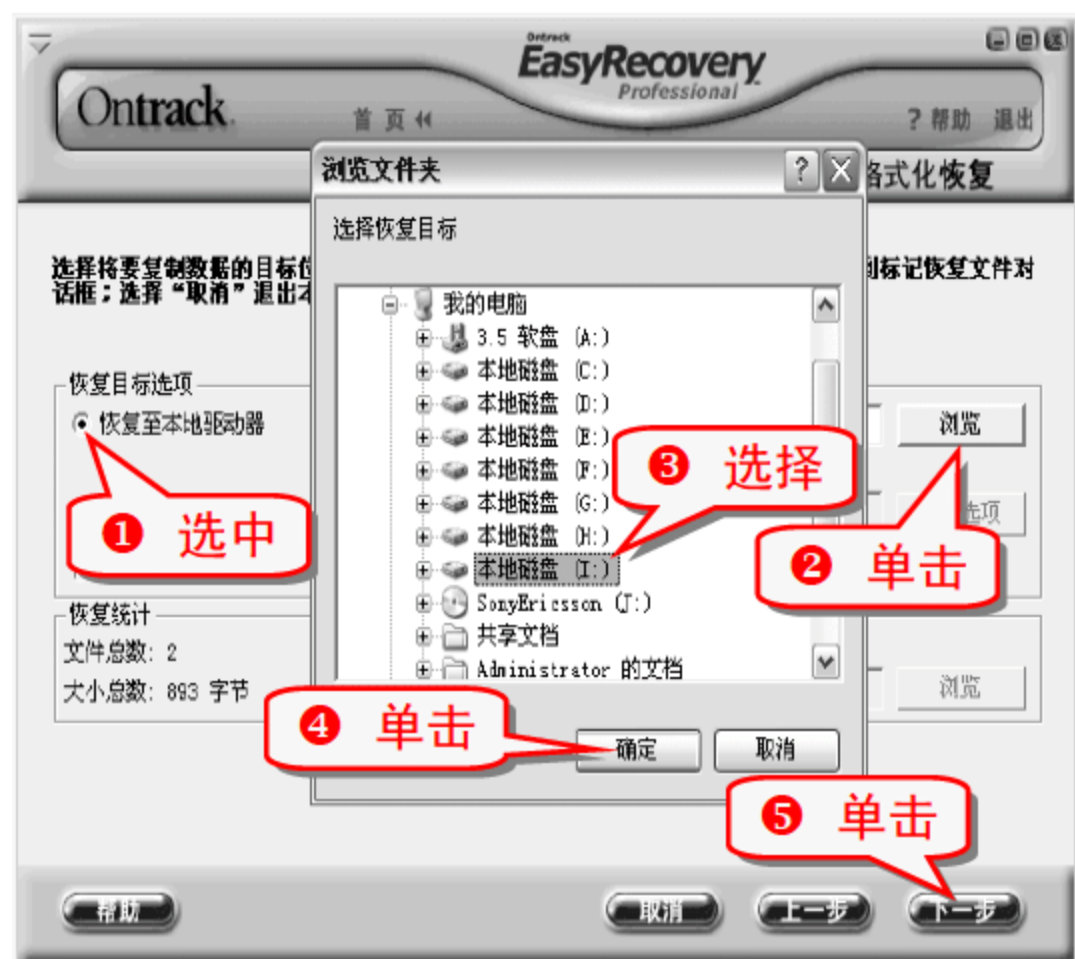 Ontrack
EasyRecovery
Professional
Ontrack
首页
? 帮助 退出
格式化恢复
浏览文件夹
选择恢复目标
选择将要复制数据的目标位
到标记恢复文件对
话框；选择“取消”退出本
我的电脑
3.5 软盘 (A:)
本地磁盘 (C:)
本地磁盘 (D:)
本地磁盘 (E:)
本地磁盘 (F:)
本地磁盘 (G:)
本地磁盘 (H:)
本地磁盘 (I:)
SonyEricsson (J:)
共享文档
Administrator 的文档
恢复目标选项
恢复至本地驱动器
浏览
❸ 选择
❶ 选中
选项
❷ 单击
恢复统计
文件总数: 2
大小总数: 893 字节
浏览
❹ 单击
确定
取消
❺ 单击
帮助
取消
上一步
下一步